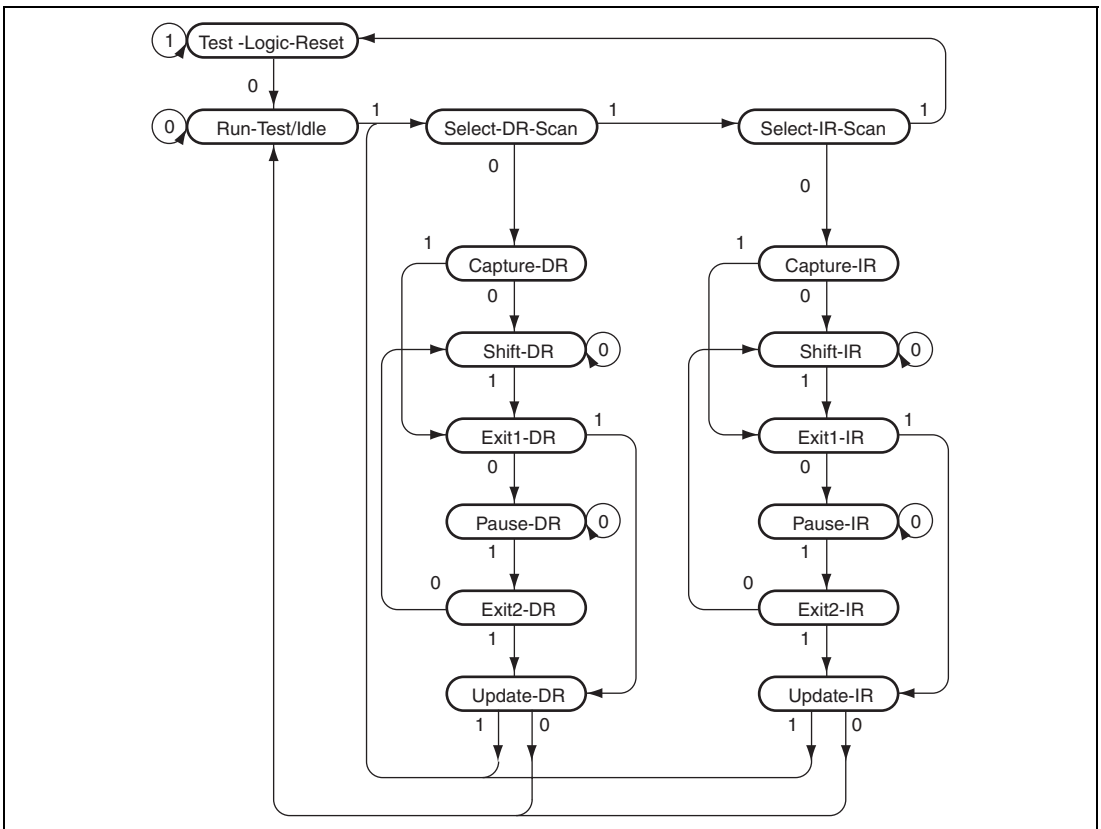 1 Test -Logic-Reset
0
0 Run-Test/Idle 1 Select-DR-Scan 1 Select-IR-Scan 1
0 0
1 1
Capture-DR Capture-IR
0 0
Shift-DR 0 Shift-IR 0
1 1
Exit1-DR 1 Exit1-IR 1
0 0
Pause-DR 0 Pause-IR 0
1 1
0 0
Exit2-DR Exit2-IR
1 1
Update-DR Update-IR
1 0 1 0